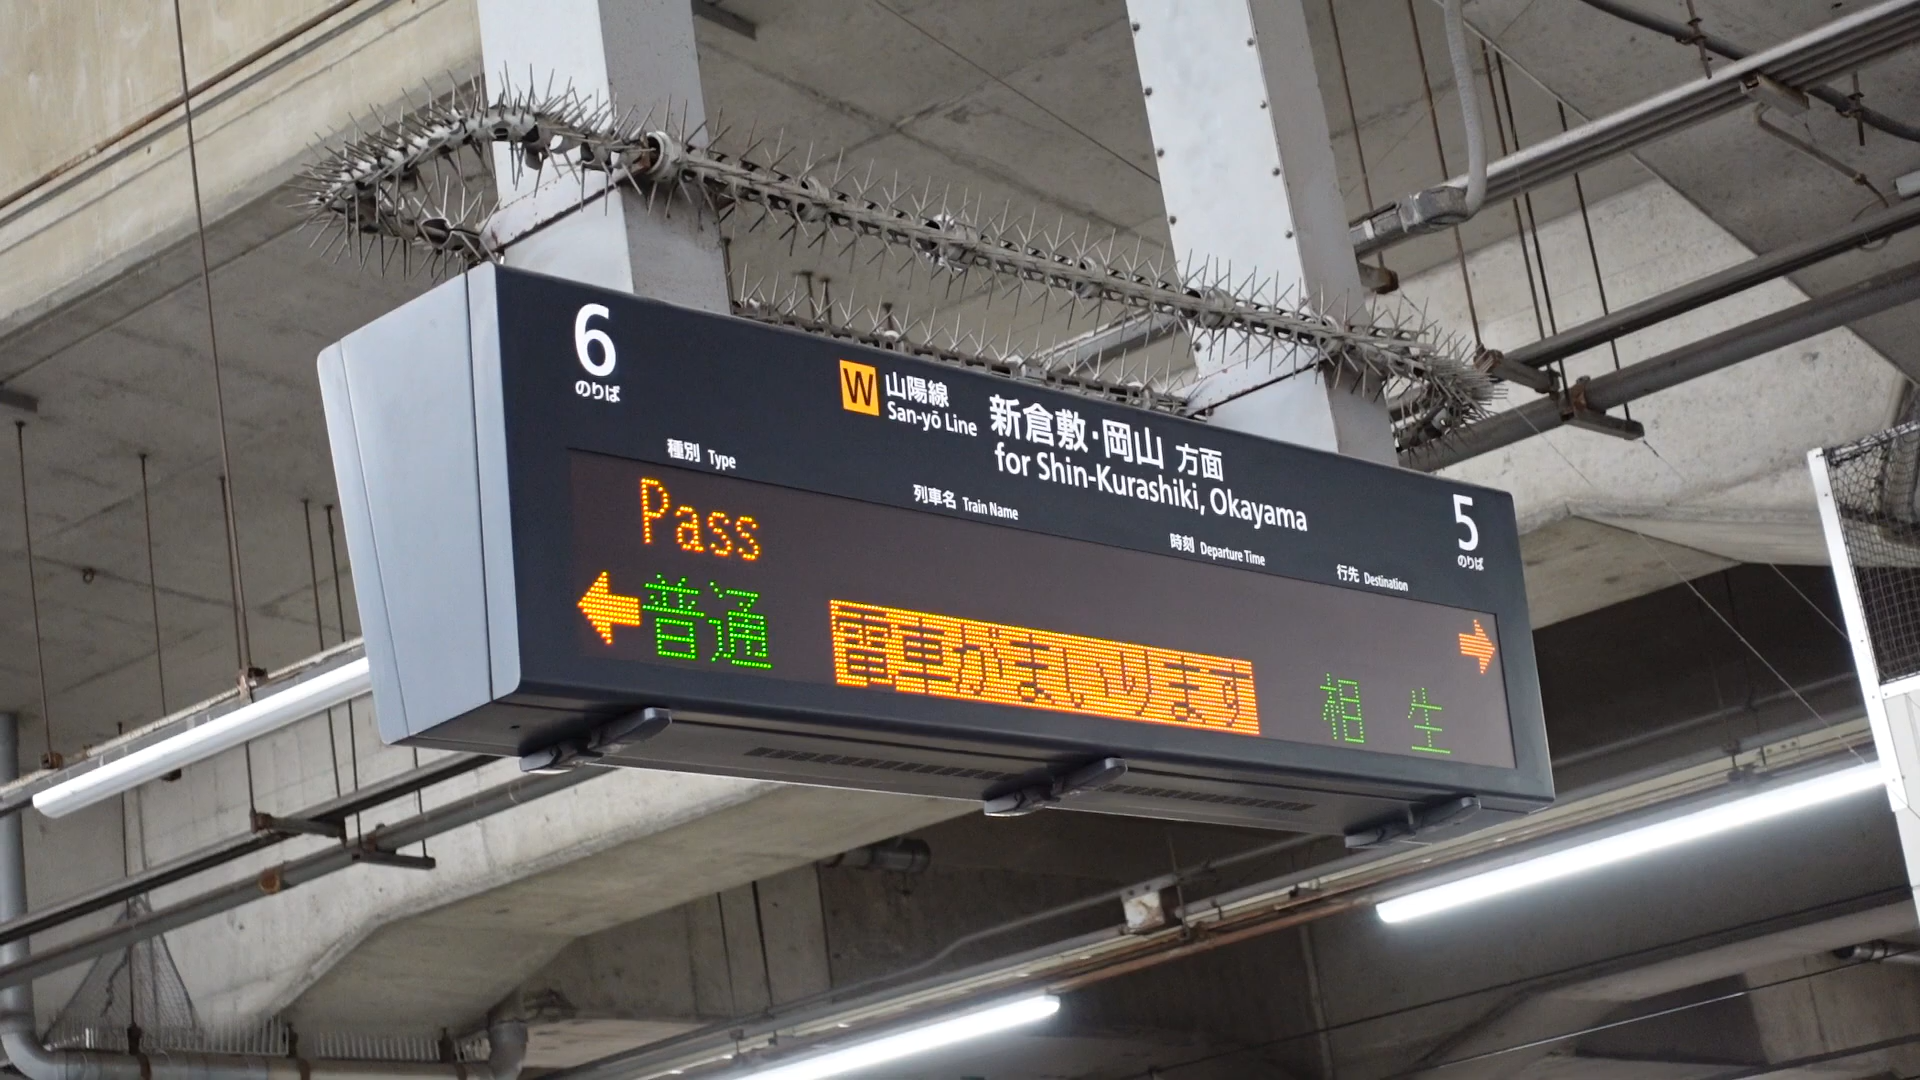 6
のりば
W 山陽線
San-yō Line
新倉敷・岡山 方面
for Shin-Kurashiki, Okayama
5
のりば
種別 Type
列車名 Train Name
時刻 Departure Time
行先 Destination
Pass
←普通 電車がまいります 相生 →